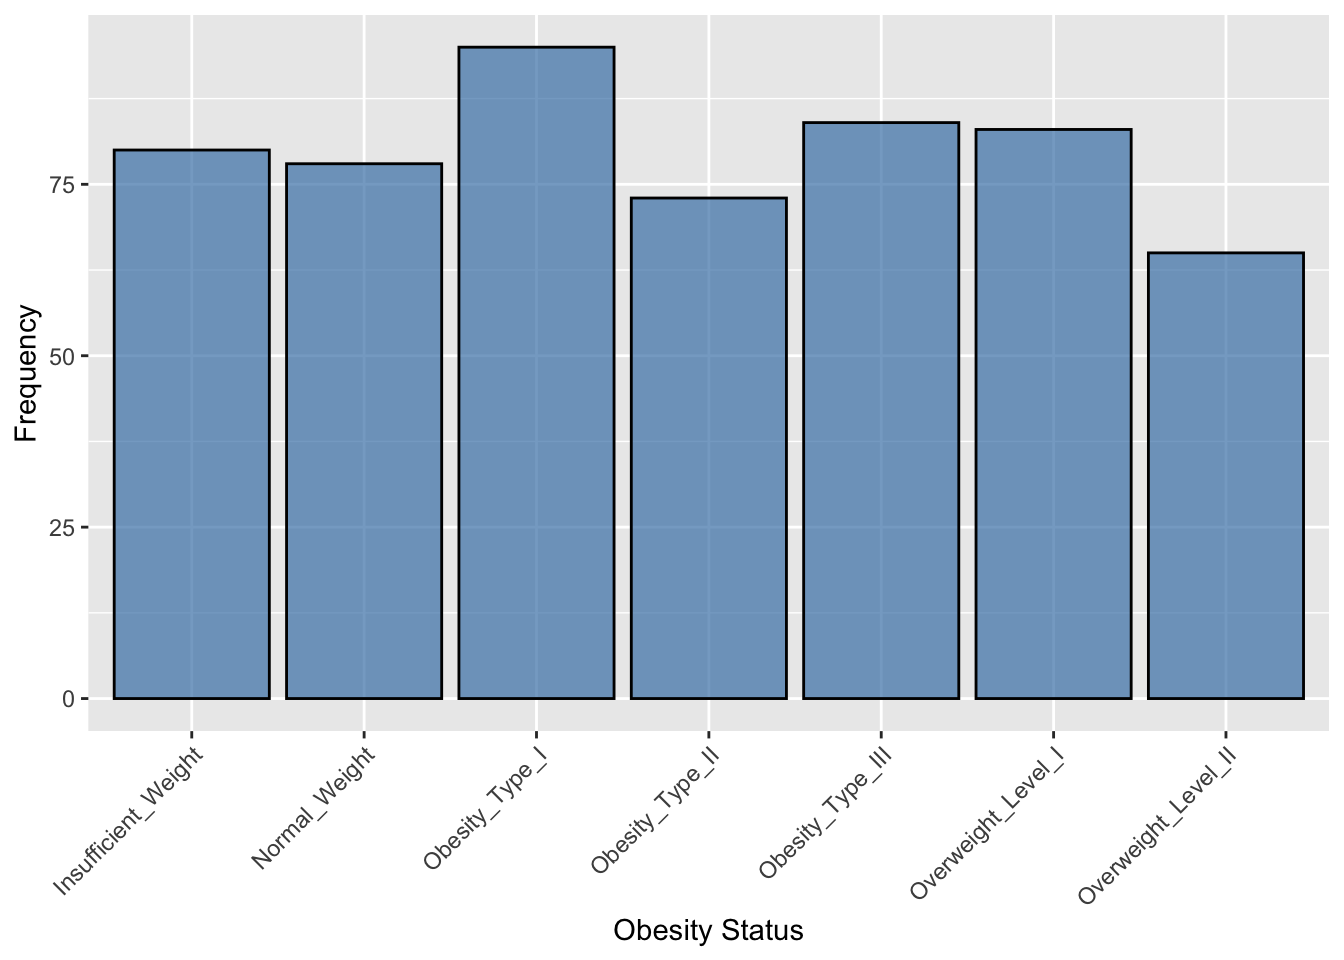 Frequency
75
50
25
0
Insufficient_Weight
Normal_Weight
Obesity_Type_I
Obesity_Type_II
Obesity_Type_III
Overweight_Level_I
Overweight_Level_II
Obesity Status